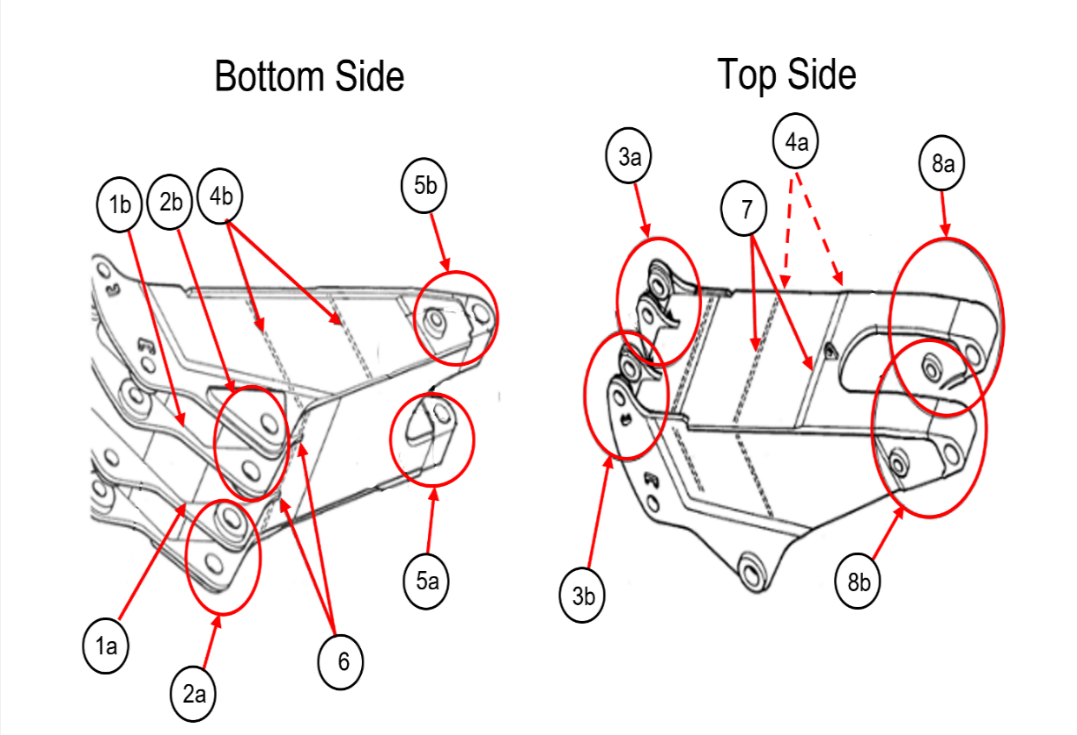 Bottom Side
Top Side
1b
2b
4b
5b
3a
4a
7
8a
1a
2a
6
5a
3b
8b